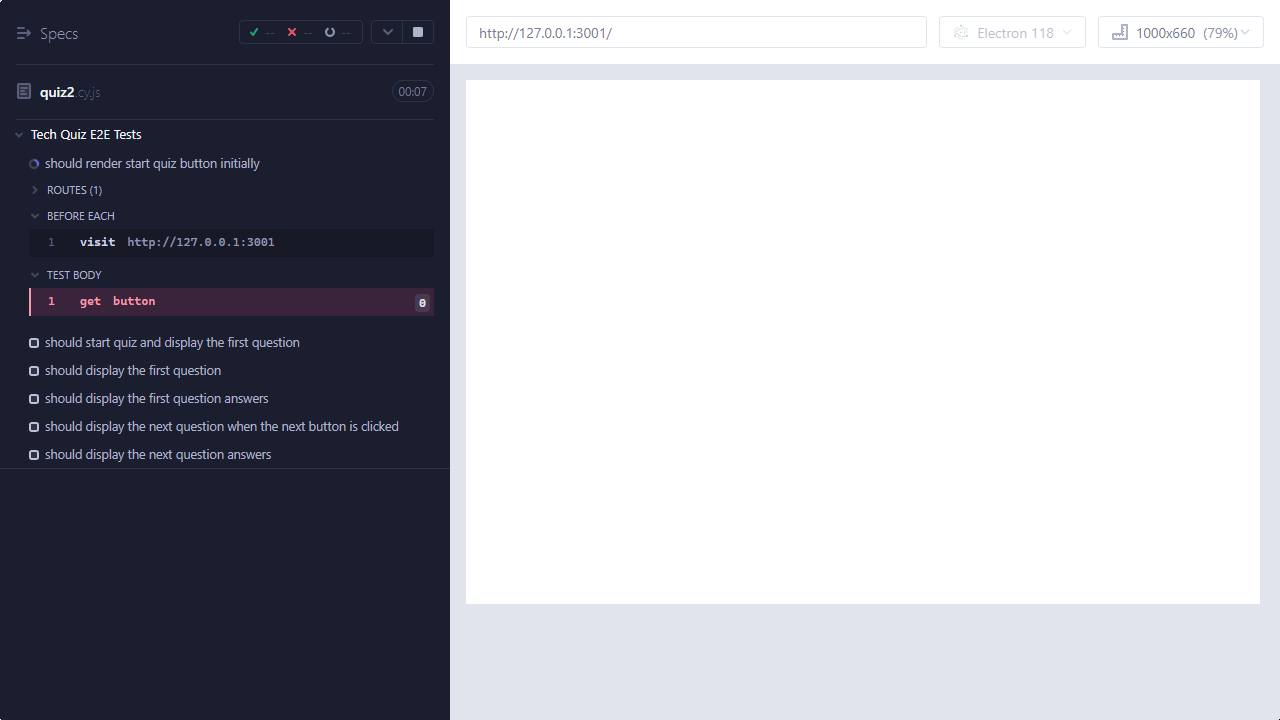 Specs -- -- --
http://127.0.0.1:3001/ Electron 118 1000x660 (79%)
quiz2.cy.js 00:07
Tech Quiz E2E Tests
should render start quiz button initially
ROUTES (1)
BEFORE EACH
1 visit http://127.0.0.1:3001
TEST BODY
1 get button 0
should start quiz and display the first question
should display the first question
should display the first question answers
should display the next question when the next button is clicked
should display the next question answers